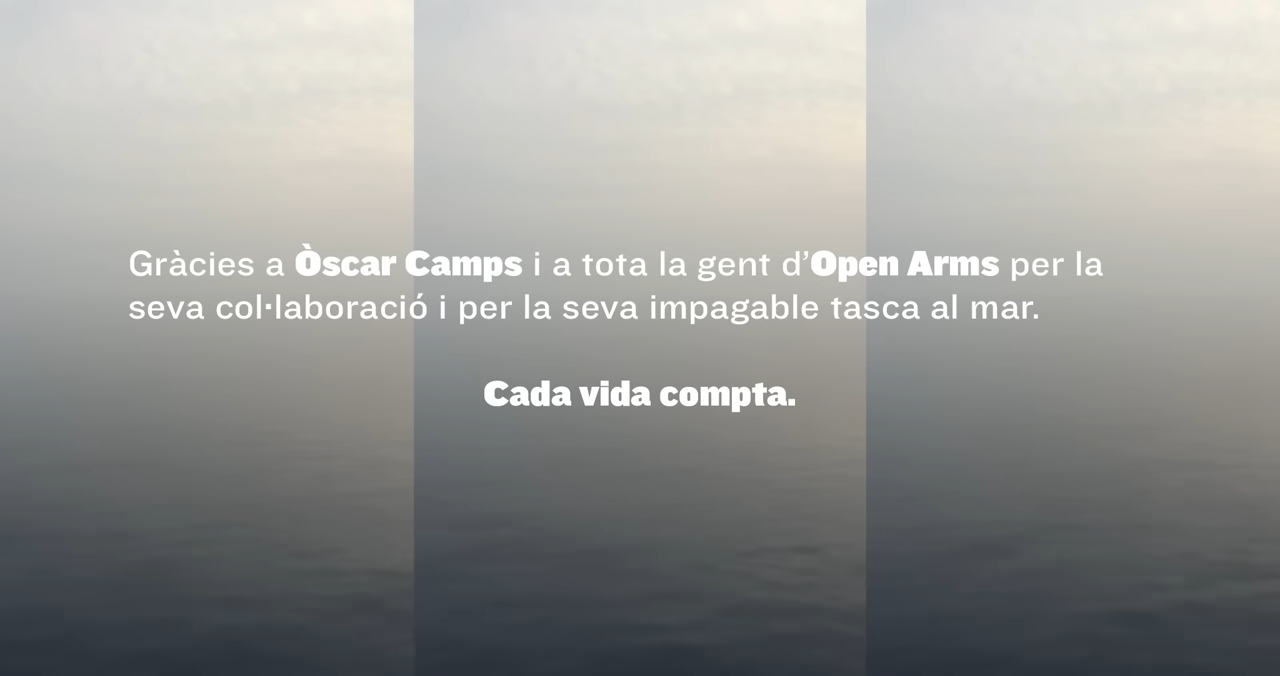 Gràcies a Òscar Camps i a tota la gent d’Open Arms per la
seva col·laboració i per la seva impagable tasca al mar.
Cada vida compta.